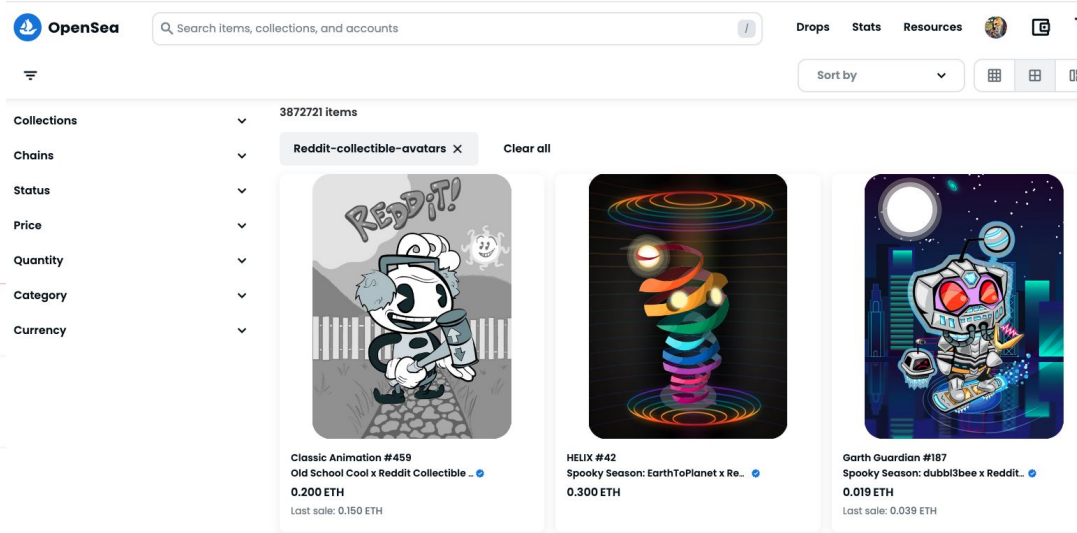 OpenSea
Search items, collections, and accounts
/
Drops Stats Resources
Sort by
Collections
Chains
Status
Price
Quantity
Category
Currency
3872721 items
Reddit-collectible-avatars × Clear all
REDDIT!
Classic Animation #459
Old School Cool x Reddit Collectible ...
0.200 ETH
Last sale: 0.150 ETH
HELIX #42
Spooky Season: EarthToPlanet x Re...
0.300 ETH
Garth Guardian #187
Spooky Season: dubbl3bee x Reddit...
0.019 ETH
Last sale: 0.039 ETH